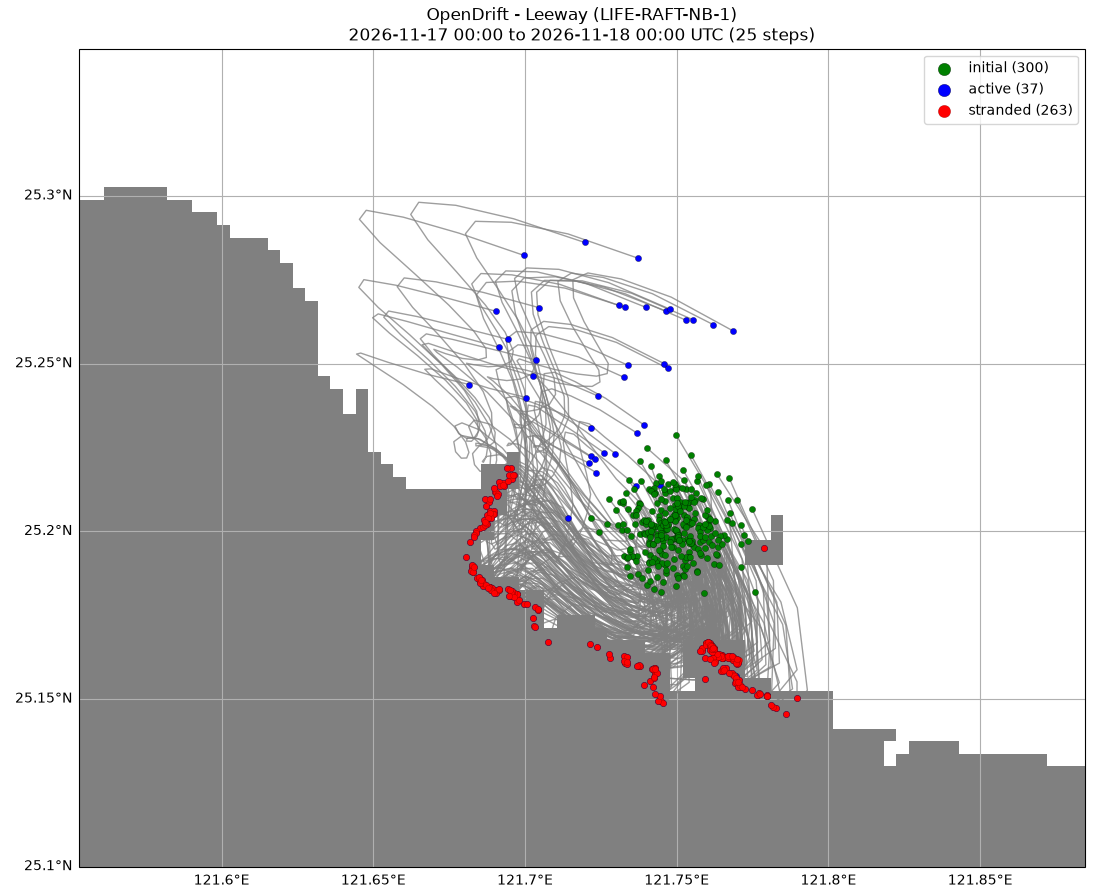 OpenDrift - Leeway (LIFE-RAFT-NB-1)
2026-11-17 00:00 to 2026-11-18 00:00 UTC (25 steps)
initial (300)
active (37)
stranded (263)
25.3°N
25.25°N
25.2°N
25.15°N
25.1°N
121.6°E
121.65°E
121.7°E
121.75°E
121.8°E
121.85°E